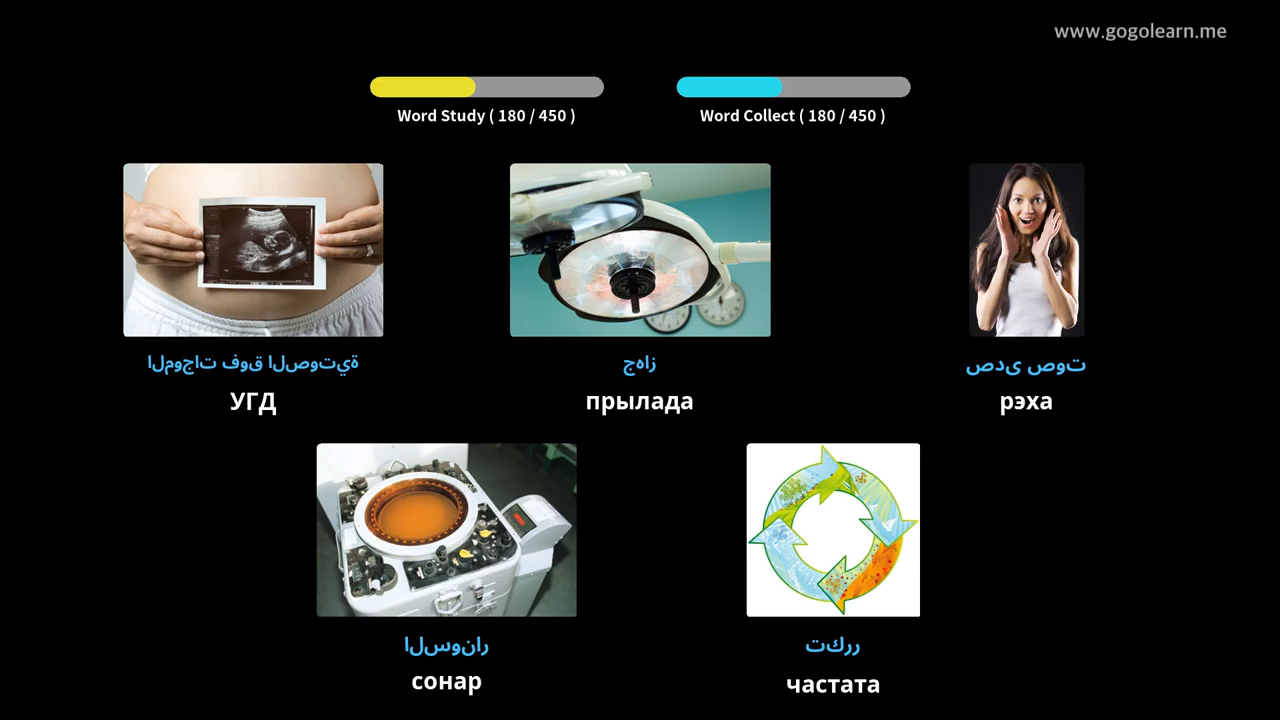 www.gogolearn.me
Word Study ( 180 / 450 )
Word Collect ( 180 / 450 )
الموجات فوق الصوتية
УГД
جهاز
прылада
صدى صوت
рэха
السونار
сонар
تكرر
частата